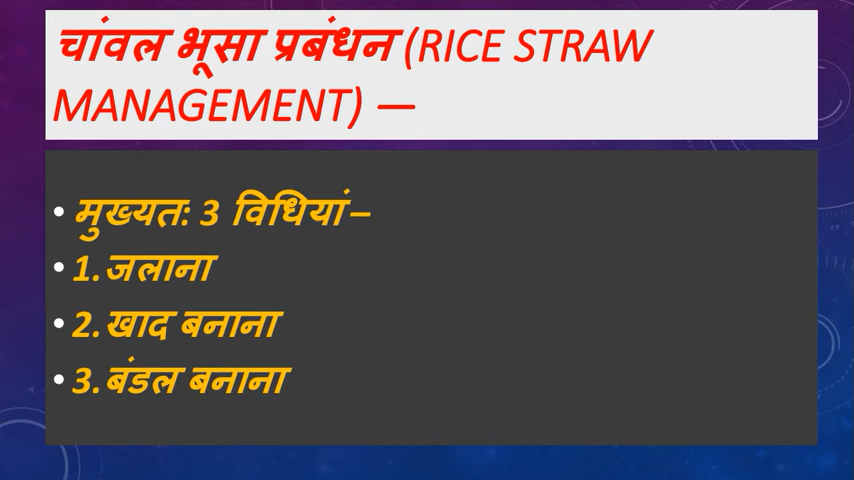 चांवल भूसा प्रबंधन (RICE STRAW
MANAGEMENT) —
• मुख्यत: 3 विधियां–
• 1.जलाना
• 2.खाद बनाना
• 3.बंडल बनाना